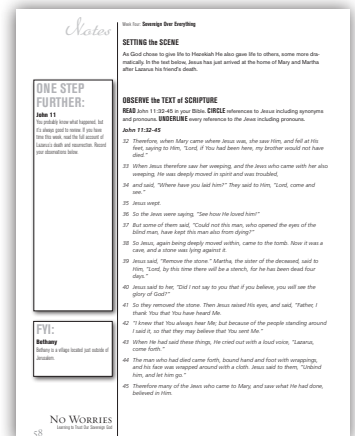 Notes
Week Four Sovereign Over Everything
SETTING the SCENE
As God chose to give life to Hezekiah He also gave life to others, some more dra-
matically. In the text below, Jesus has just arrived at the home of Mary and Martha
after Lazarus his friend's death.
ONE STEP
FURTHER:
John 11
You probably know what happened, but
it's always good to review. If you have
time this week, read the full account of
Lazarus's death and resurrection. Record
your observations below.
OBSERVE the TEXT of SCRIPTURE
READ John 11:32-45 in your Bible. CIRCLE references to Jesus including synonyms
and pronouns. UNDERLINE every reference to the Jews including pronouns.
John 11:32-45
32 Therefore, when Mary came where Jesus was, she saw Him, and fell at His
feet, saying to Him, "Lord, if You had been here, my brother would not have
died."
33 When Jesus therefore saw her weeping, and the Jews who came with her also
weeping, He was deeply moved in spirit and was troubled,
34 and said, "Where have you laid him?" They said to Him, "Lord, come and
see."
35 Jesus wept.
36 So the Jews were saying, "See how He loved him!"
37 But some of them said, "Could not this man, who opened the eyes of the
blind man, have kept this man also from dying?"
38 So Jesus, again being deeply moved within, came to the tomb. Now it was a
cave, and a stone was lying against it.
39 Jesus said, "Remove the stone." Martha, the sister of the deceased, said to
Him, "Lord, by this time there will be a stench, for he has been dead four
days."
40 Jesus said to her, "Did I not say to you that if you believe, you will see the
glory of God?"
41 So they removed the stone. Then Jesus raised His eyes, and said, "Father, I
thank You that You have heard Me.
42 "I knew that You always hear Me; but because of the people standing around
I said it, so that they may believe that You sent Me."
43 When He had said these things, He cried out with a loud voice, "Lazarus,
come forth."
44 The man who had died came forth, bound hand and foot with wrappings,
and his face was wrapped around with a cloth. Jesus said to them, "Unbind
him, and let him go."
45 Therefore many of the Jews who came to Mary, and saw what He had done,
believed in Him.
FYI:
Bethany
Bethany is a village located just outside of
Jerusalem.
NO WORRIES
Learning to Trust Our Sovereign God
58